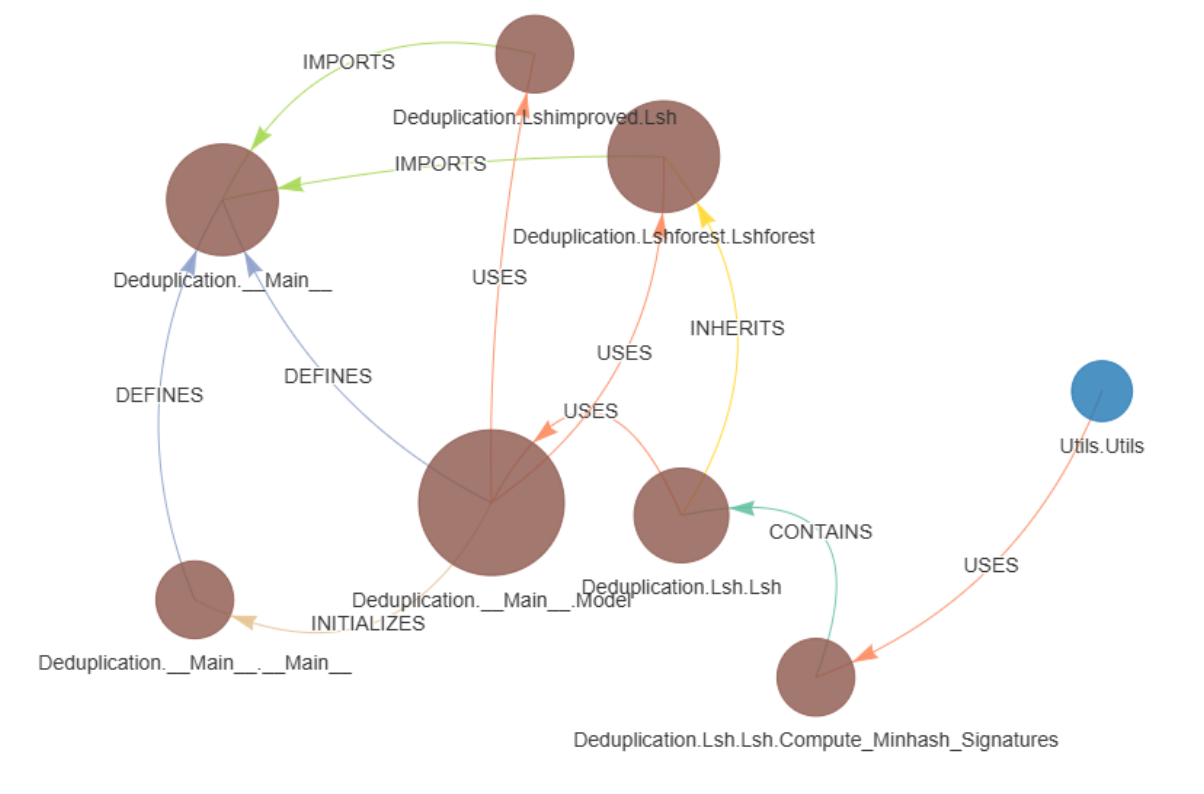 IMPORTS
Deduplication.Lshimproved.Lsh
IMPORTS
Deduplication.Lshforest.Lshforest
Deduplication.__Main__
USES
INHERITS
USES
DEFINES
DEFINES
USES
Utils.Utils
CONTAINS
USES
Deduplication.Lsh.Lsh
Deduplication.__Main__.Model
INITIALIZES
Deduplication.__Main__.__Main__
Deduplication.Lsh.Lsh.Compute_Minhash_Signatures